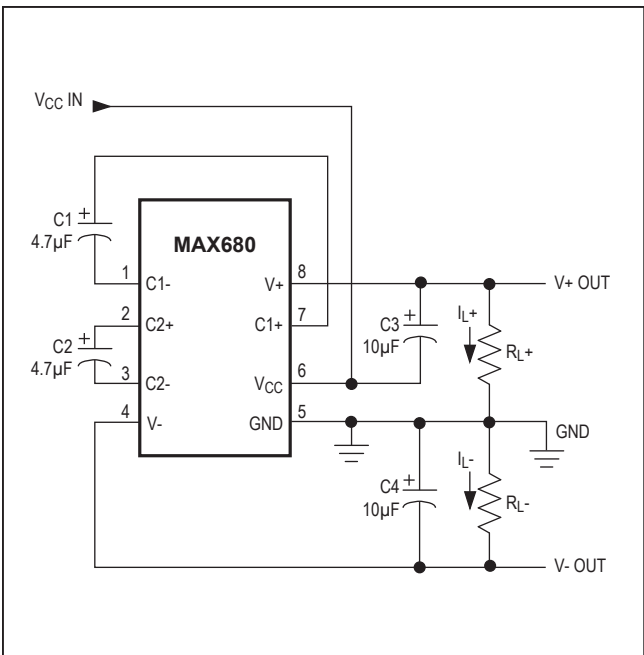 VCC IN
C1
+
4.7µF
MAX680
1 C1-
V+ 8
V+ OUT
2 C2+
C1+ 7
C2
+
4.7µF
3 C2-
VCC 6
4 V-
GND 5
C3
+
10µF
IL+
RL+
GND
C4
+
10µF
IL-
RL-
V- OUT